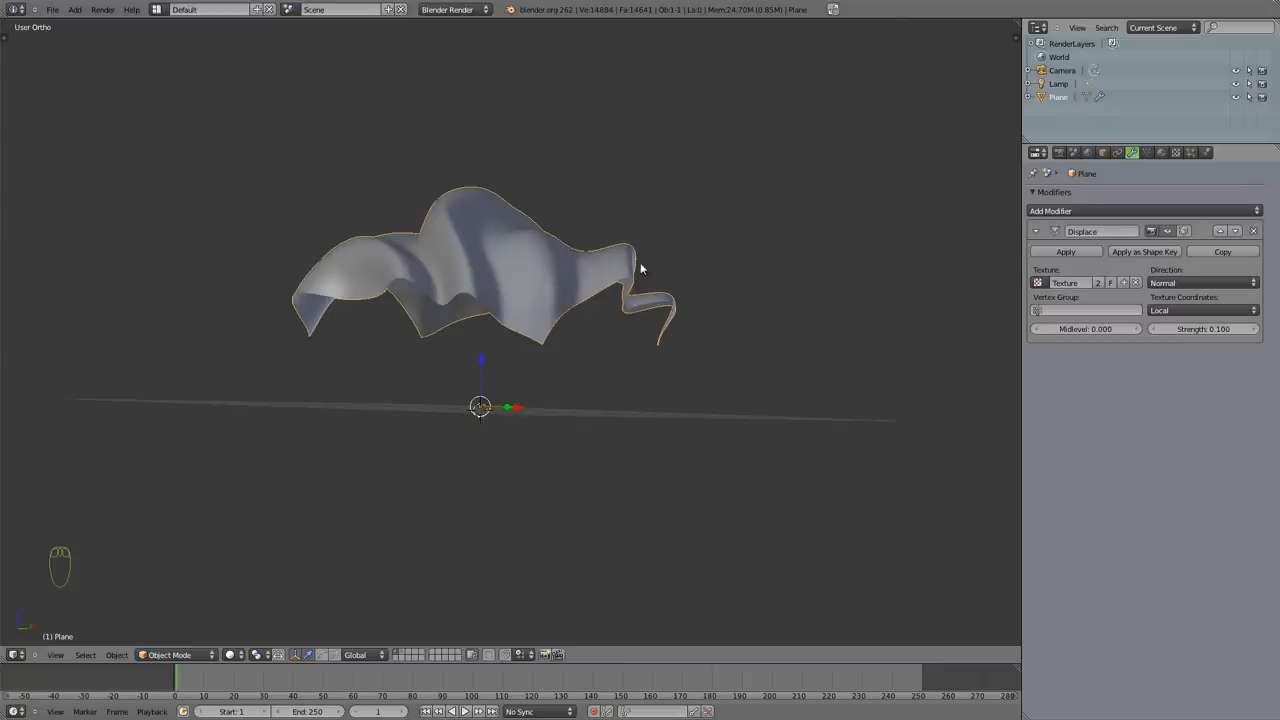 File Add Render Help Default Scene Blender Render blender.org 262 | Ve:14884 | Fa:14641 | Ob:1-1 | La:0 | Mem:24.70M (0.85M) | Plane
User Ortho
View Search Current Scene
RenderLayers
World
Camera
Lamp
Plane
Plane
Modifiers
Add Modifier
Displace
Apply Apply as Shape Key Copy
Texture: Direction:
Texture 2 F Normal
Vertex Group: Texture Coordinates:
Local
Midlevel: 0.000 Strength: 0.100
(1) Plane
View Select Object Object Mode Global
-50 -40 -30 -20 -10 0 10 20 30 40 50 60 70 80 90 100 110 120 130 140 150 160 170 180 190 200 210 220 230 240 250 260 270 280
View Marker Frame Playback Start: 1 End: 250 1 No Sync